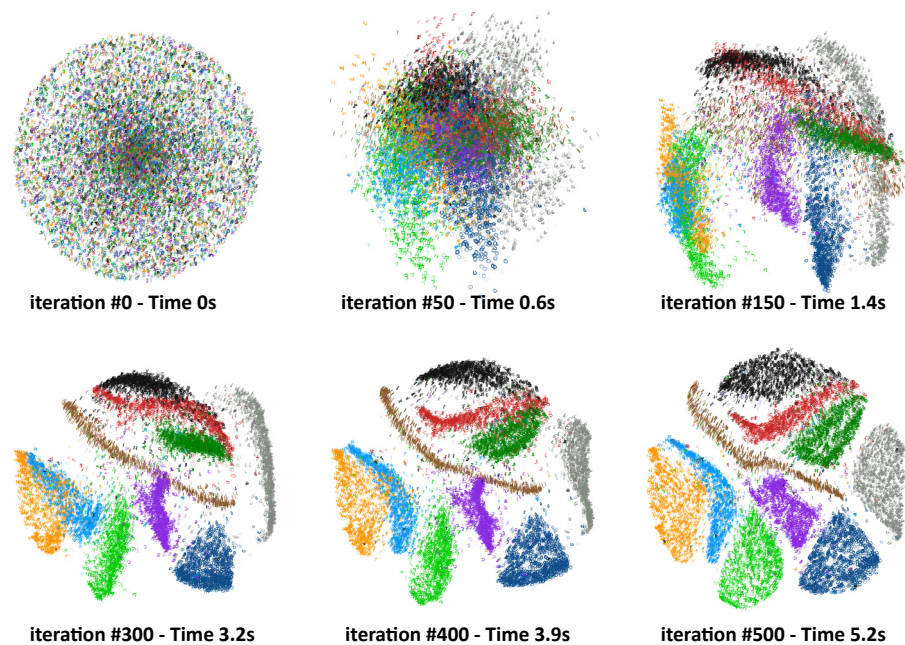 iteration #0 - Time 0s
iteration #50 - Time 0.6s
iteration #150 - Time 1.4s
iteration #300 - Time 3.2s
iteration #400 - Time 3.9s
iteration #500 - Time 5.2s